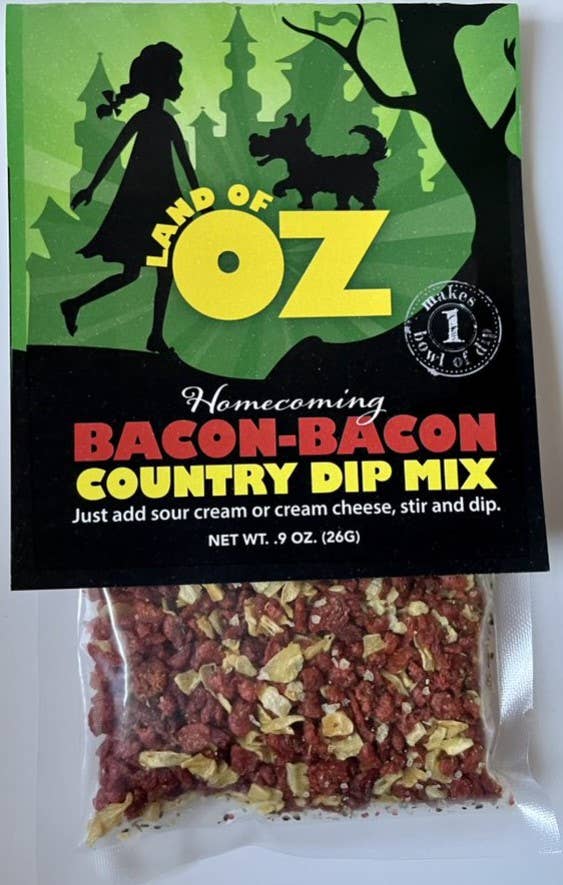 LAND OF
OZ
makes
1
bowl of dip
Homecoming
BACON-BACON
COUNTRY DIP MIX
Just add sour cream or cream cheese, stir and dip.
NET WT. .9 OZ. (26G)